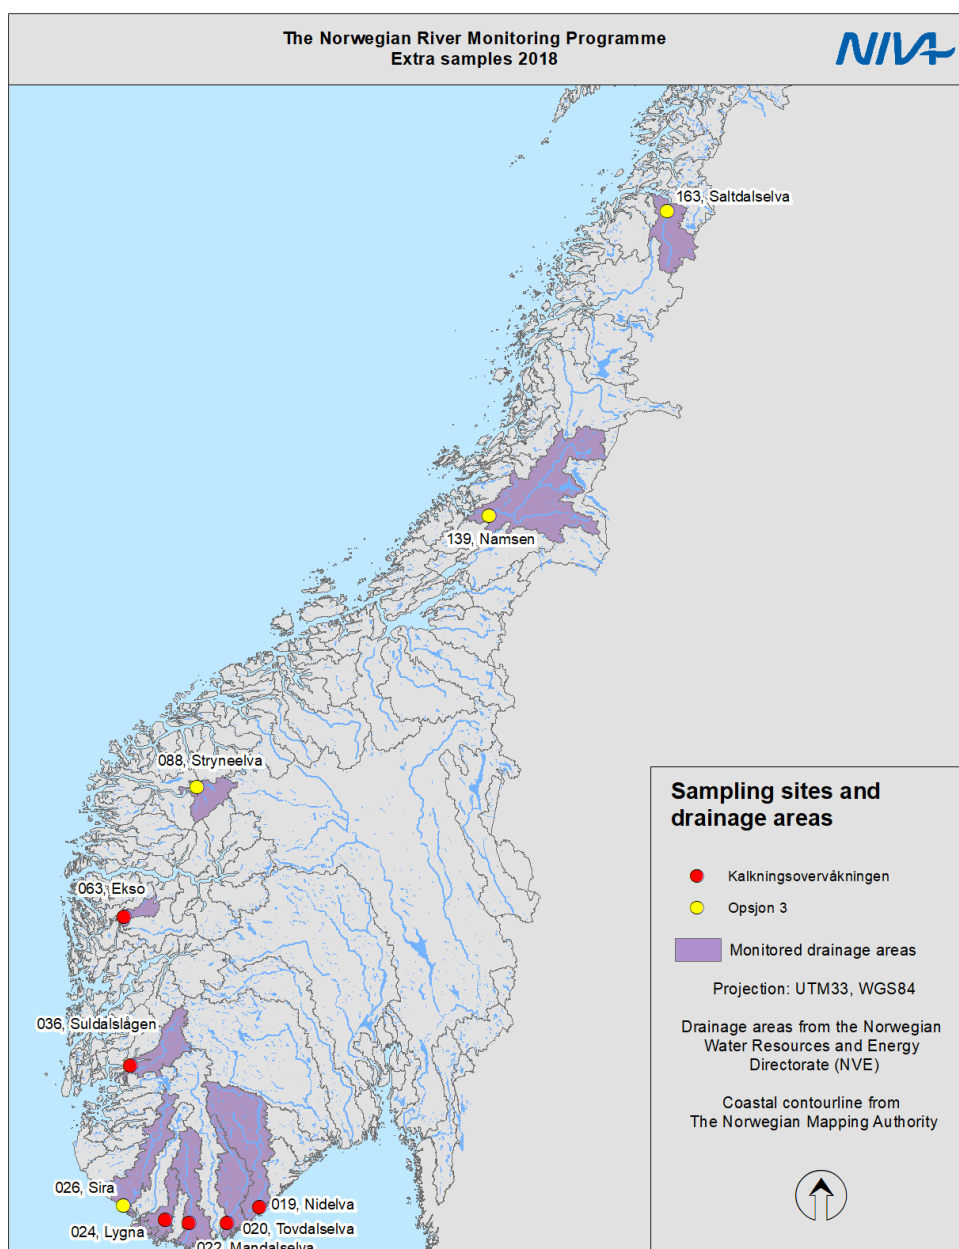 The Norwegian River Monitoring Programme
Extra samples 2018
NIVA
163, Saltdalselva
139, Namsen
088, Stryneelva
063, Ekso
036, Suldalslågen
026, Sira
024, Lygna
022, Mandalselva
020, Tovdalselva
019, Nidelva
Sampling sites and
drainage areas
Kalkningsovervåkningen
Opsjon 3
Monitored drainage areas
Projection: UTM33, WGS84
Drainage areas from the Norwegian
Water Resources and Energy
Directorate (NVE)
Coastal contourline from
The Norwegian Mapping Authority